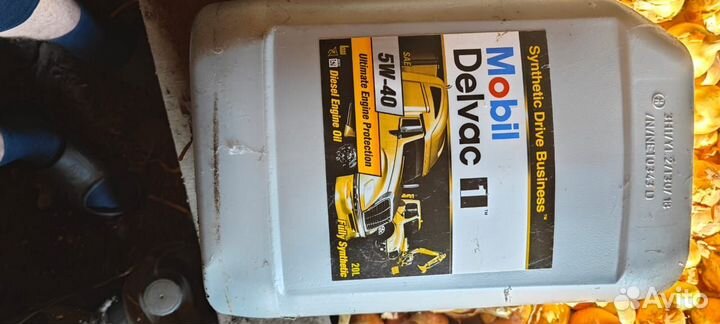 Synthetic Drive Business™
Mobil
Delvac 1™
SAE
5W-40
Ultimate Engine Protection
Diesel Engine Oil
20L
Fully Synthetic
Avito